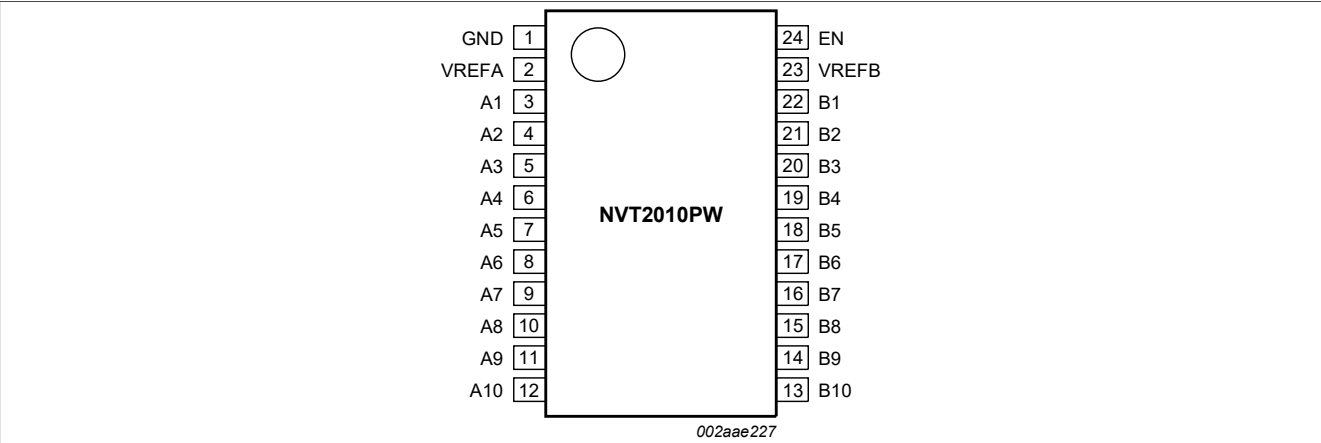 GND 1 24 EN
VREFA 2 23 VREFB
A1 3 22 B1
A2 4 21 B2
A3 5 20 B3
A4 6 19 B4
NVT2010PW
A5 7 18 B5
A6 8 17 B6
A7 9 16 B7
A8 10 15 B8
A9 11 14 B9
A10 12 13 B10
002aae227